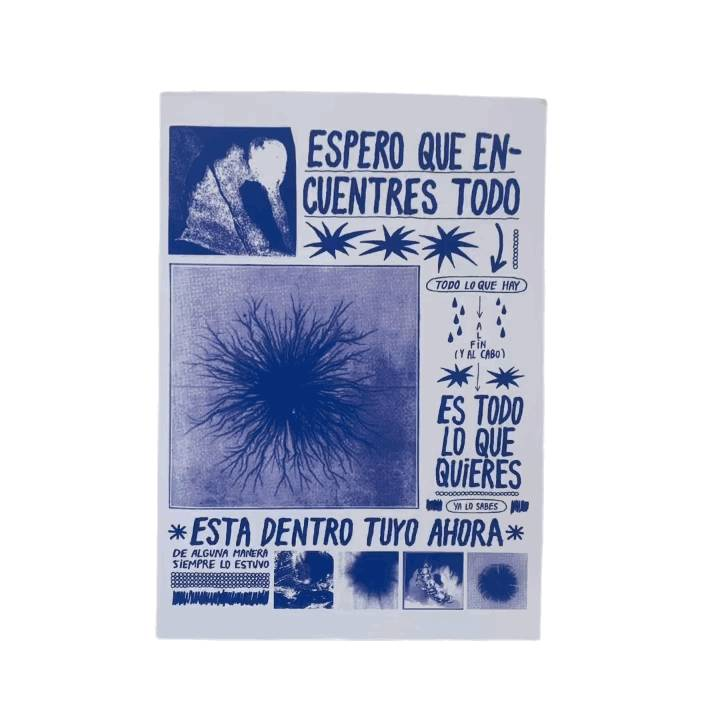 ESPERO QUE EN-
CUENTRES TODO
TODO LO QUE HAY
AL
FIN
(Y AL CABO)
ES TODO
LO QUE
QUIERES
YA LO SABES
*ESTA DENTRO TUYO AHORA*
DE ALGUNA MANERA
SIEMPRE LO ESTUVO